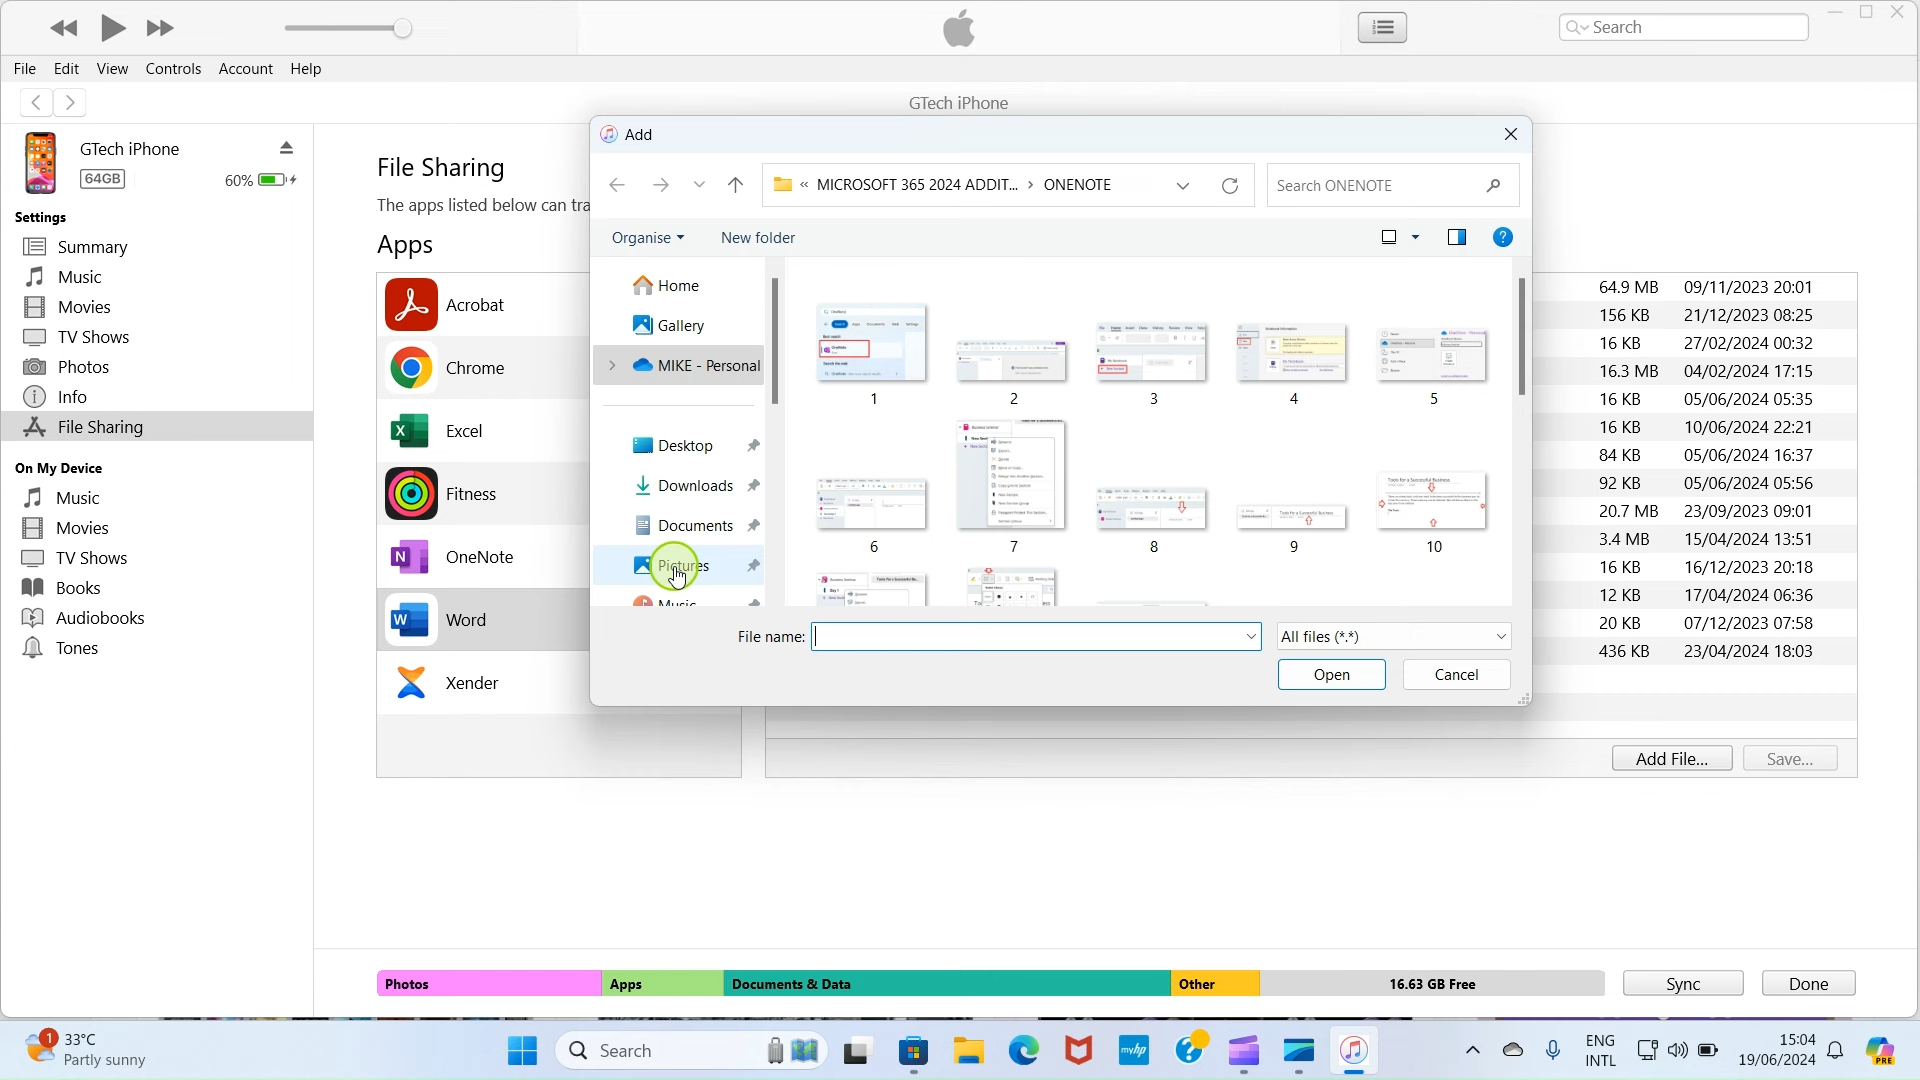 Search
File Edit View Controls Account Help
GTech iPhone
GTech iPhone
64GB
60%
Settings
Summary
Music
Movies
TV Shows
Photos
Info
File Sharing
On My Device
Music
Movies
TV Shows
Books
Audiobooks
Tones
File Sharing
The apps listed below can tra
Apps
Acrobat
Chrome
Excel
Fitness
OneNote
Word
Xender
Add
« MICROSOFT 365 2024 ADDIT... › ONENOTE
Search ONENOTE
Organise New folder
Home
Gallery
MIKE - Personal
Desktop
Downloads
Documents
Pictures
Music
1 2 3 4 5
6 7 8 9 10
File name:
All files (*.*)
Open Cancel
64.9 MB 09/11/2023 20:01
156 KB 21/12/2023 08:25
16 KB 27/02/2024 00:32
16.3 MB 04/02/2024 17:15
16 KB 05/06/2024 05:35
16 KB 10/06/2024 22:21
84 KB 05/06/2024 16:37
92 KB 05/06/2024 05:56
20.7 MB 23/09/2023 09:01
3.4 MB 15/04/2024 13:51
16 KB 16/12/2023 20:18
12 KB 17/04/2024 06:36
20 KB 07/12/2023 07:58
436 KB 23/04/2024 18:03
Add File... Save...
Photos Apps Documents & Data Other 16.63 GB Free
Sync Done
1
33°C
Partly sunny
Search
myhp
ENG
INTL
15:04
19/06/2024
PRE